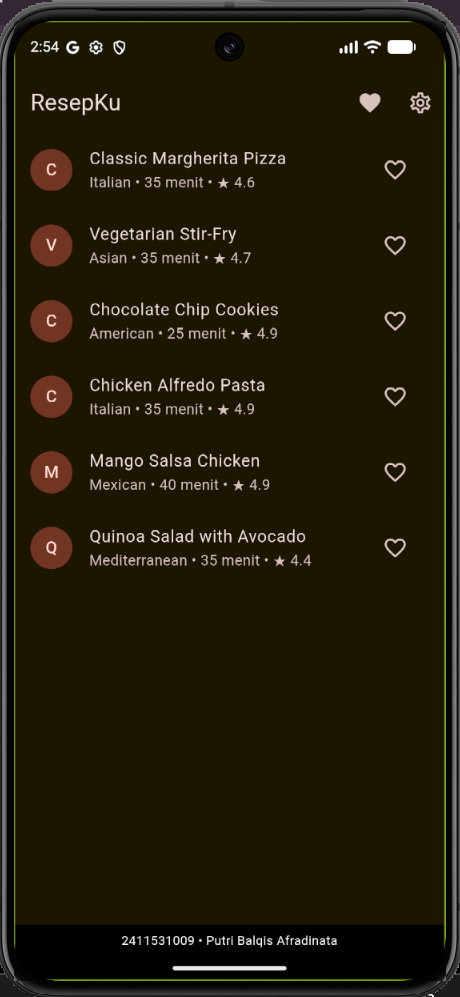 2:54
ResepKu
C
Classic Margherita Pizza
Italian • 35 menit • ★ 4.6
V
Vegetarian Stir-Fry
Asian • 35 menit • ★ 4.7
C
Chocolate Chip Cookies
American • 25 menit • ★ 4.9
C
Chicken Alfredo Pasta
Italian • 35 menit • ★ 4.9
M
Mango Salsa Chicken
Mexican • 40 menit • ★ 4.9
Q
Quinoa Salad with Avocado
Mediterranean • 35 menit • ★ 4.4
2411531009 • Putri Balqis Afradinata